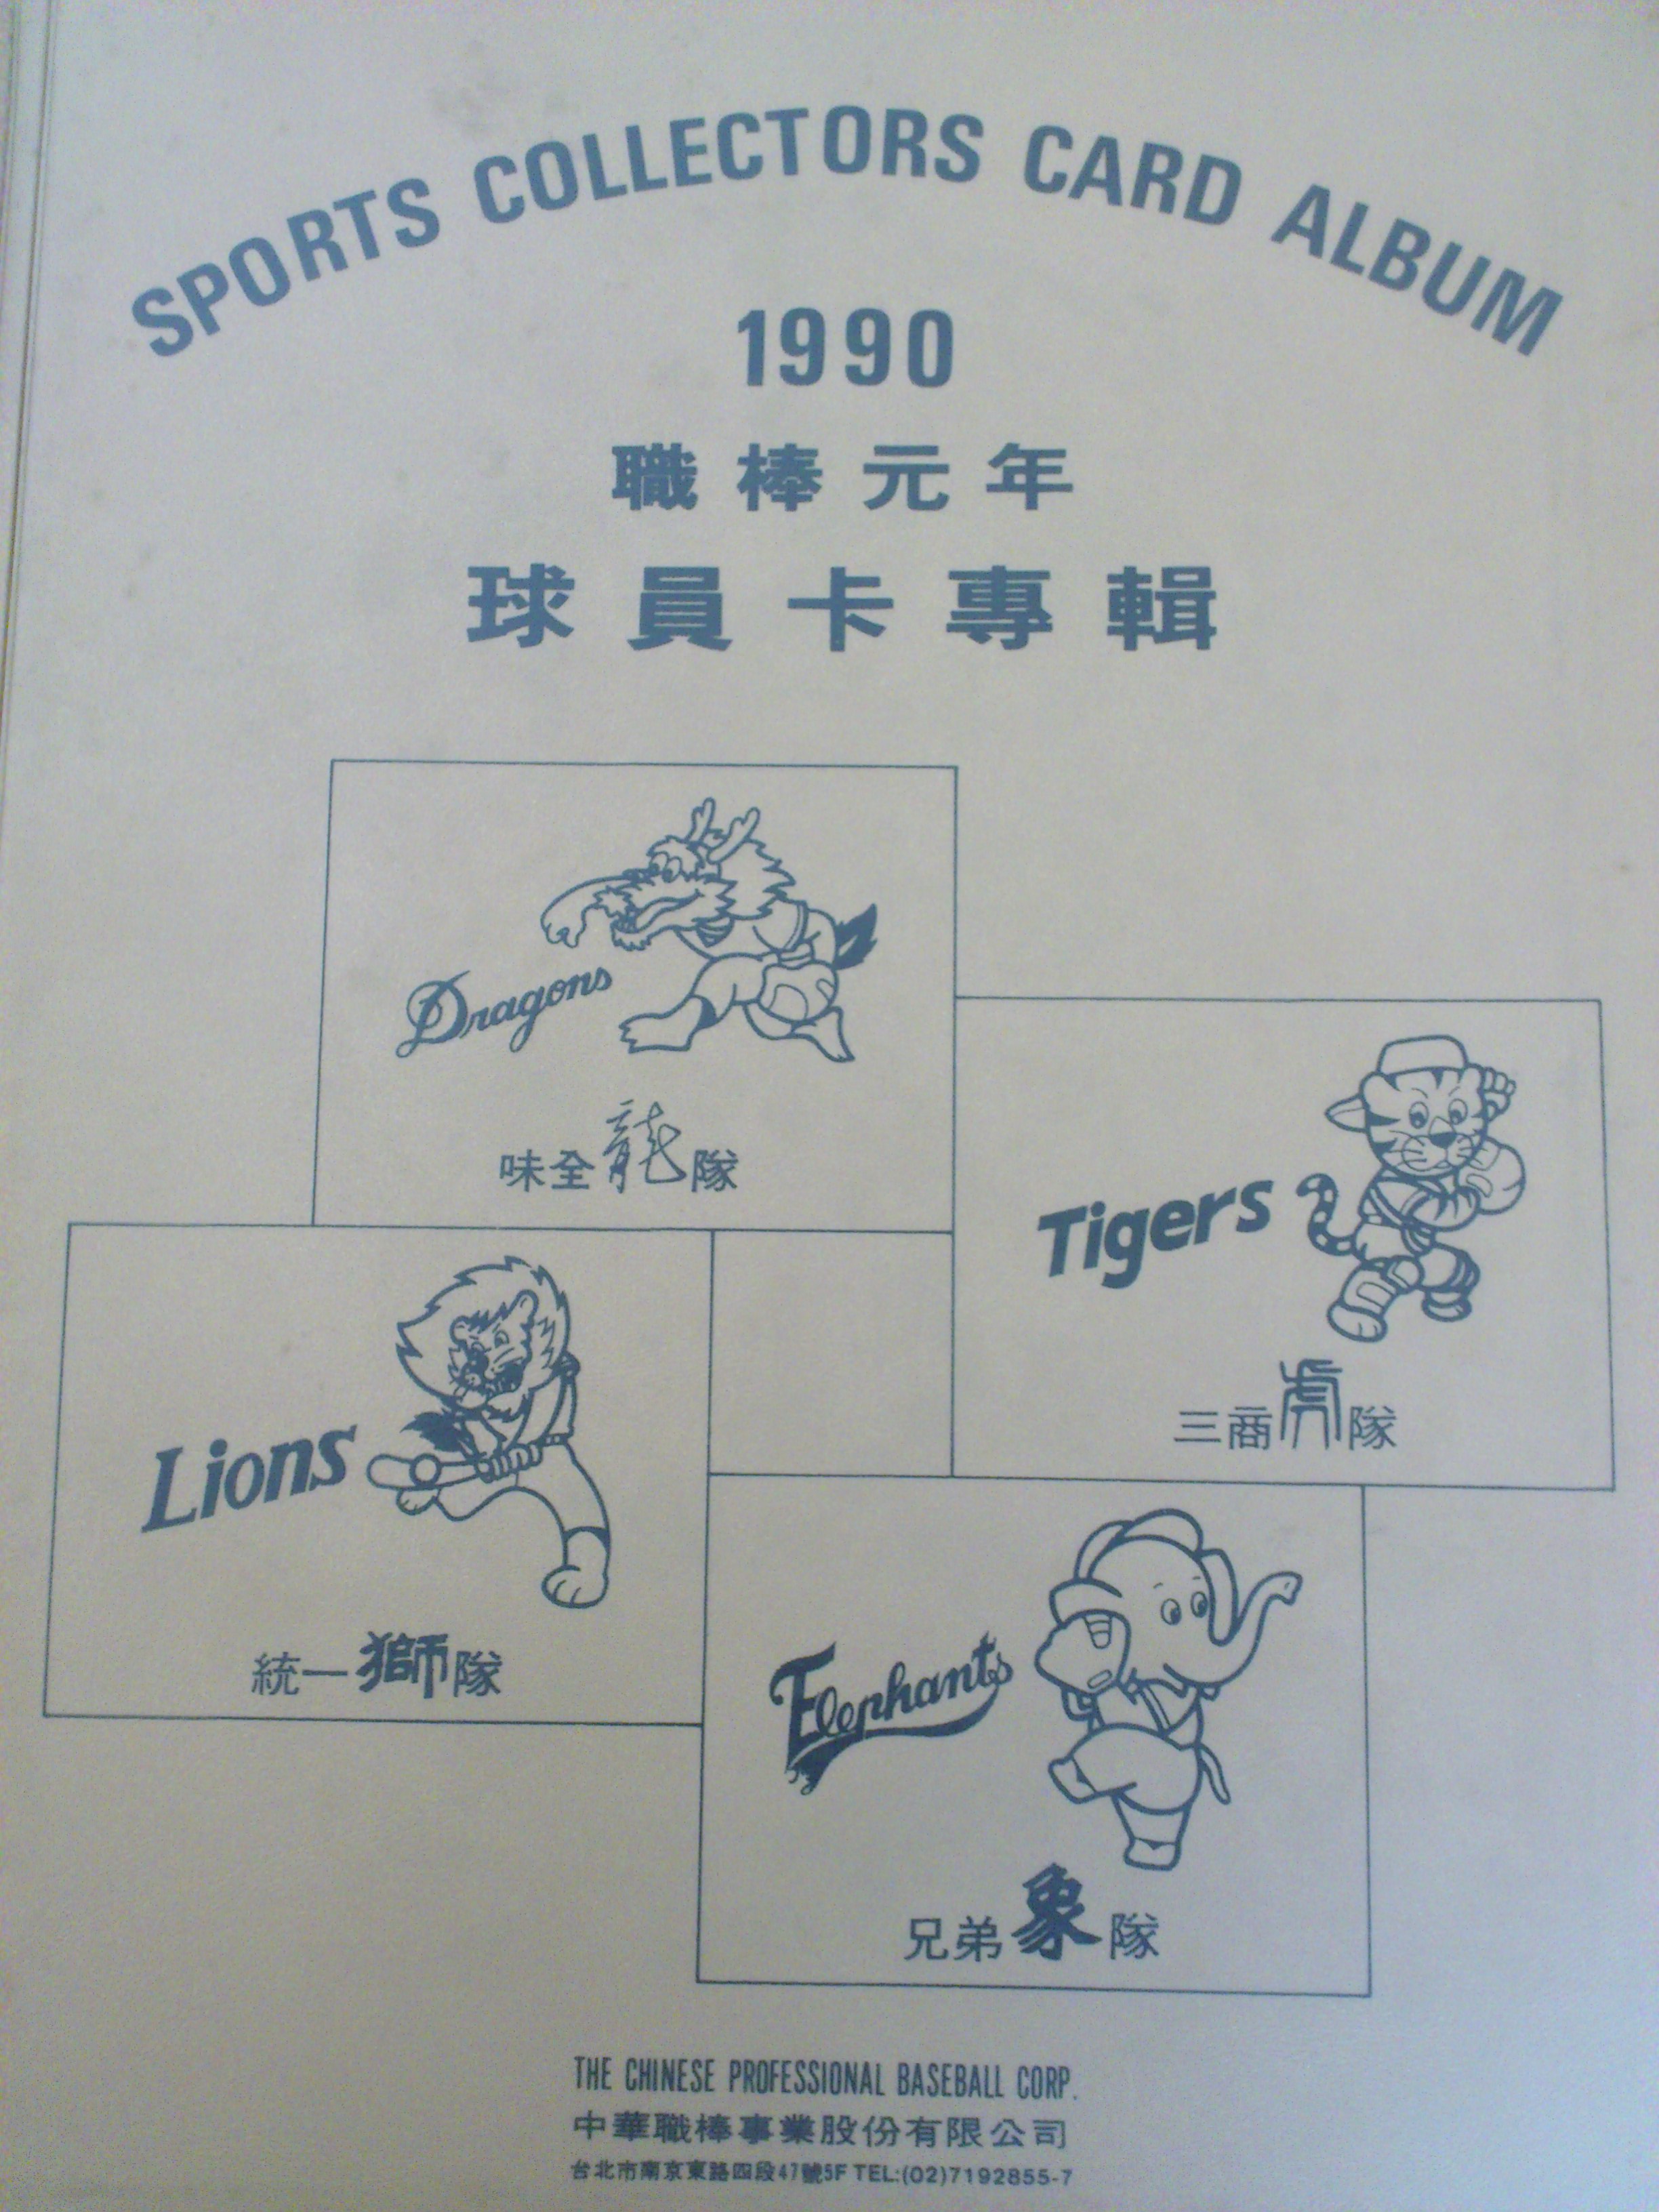 SPORTS COLLECTORS CARD ALBUM
1990
職棒元年
球員卡專輯
Dragons
味全龍隊
Tigers
三商虎隊
Lions
統一獅隊
Elephants
兄弟象隊
THE CHINESE PROFESSIONAL BASEBALL CORP.
中華職棒事業股份有限公司
台北市南京東路四段47號5F TEL:(02)7192855-7